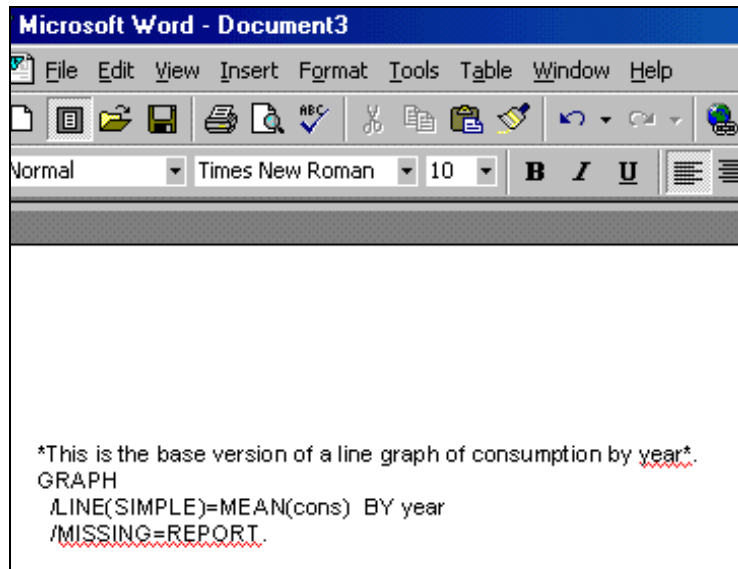 Microsoft Word - Document3
File Edit View Insert Format Tools Table Window Help
ABC
Normal Times New Roman 10 B I U
*This is the base version of a line graph of consumption by year*.
GRAPH
/LINE(SIMPLE)=MEAN(cons) BY year
/MISSING=REPORT.